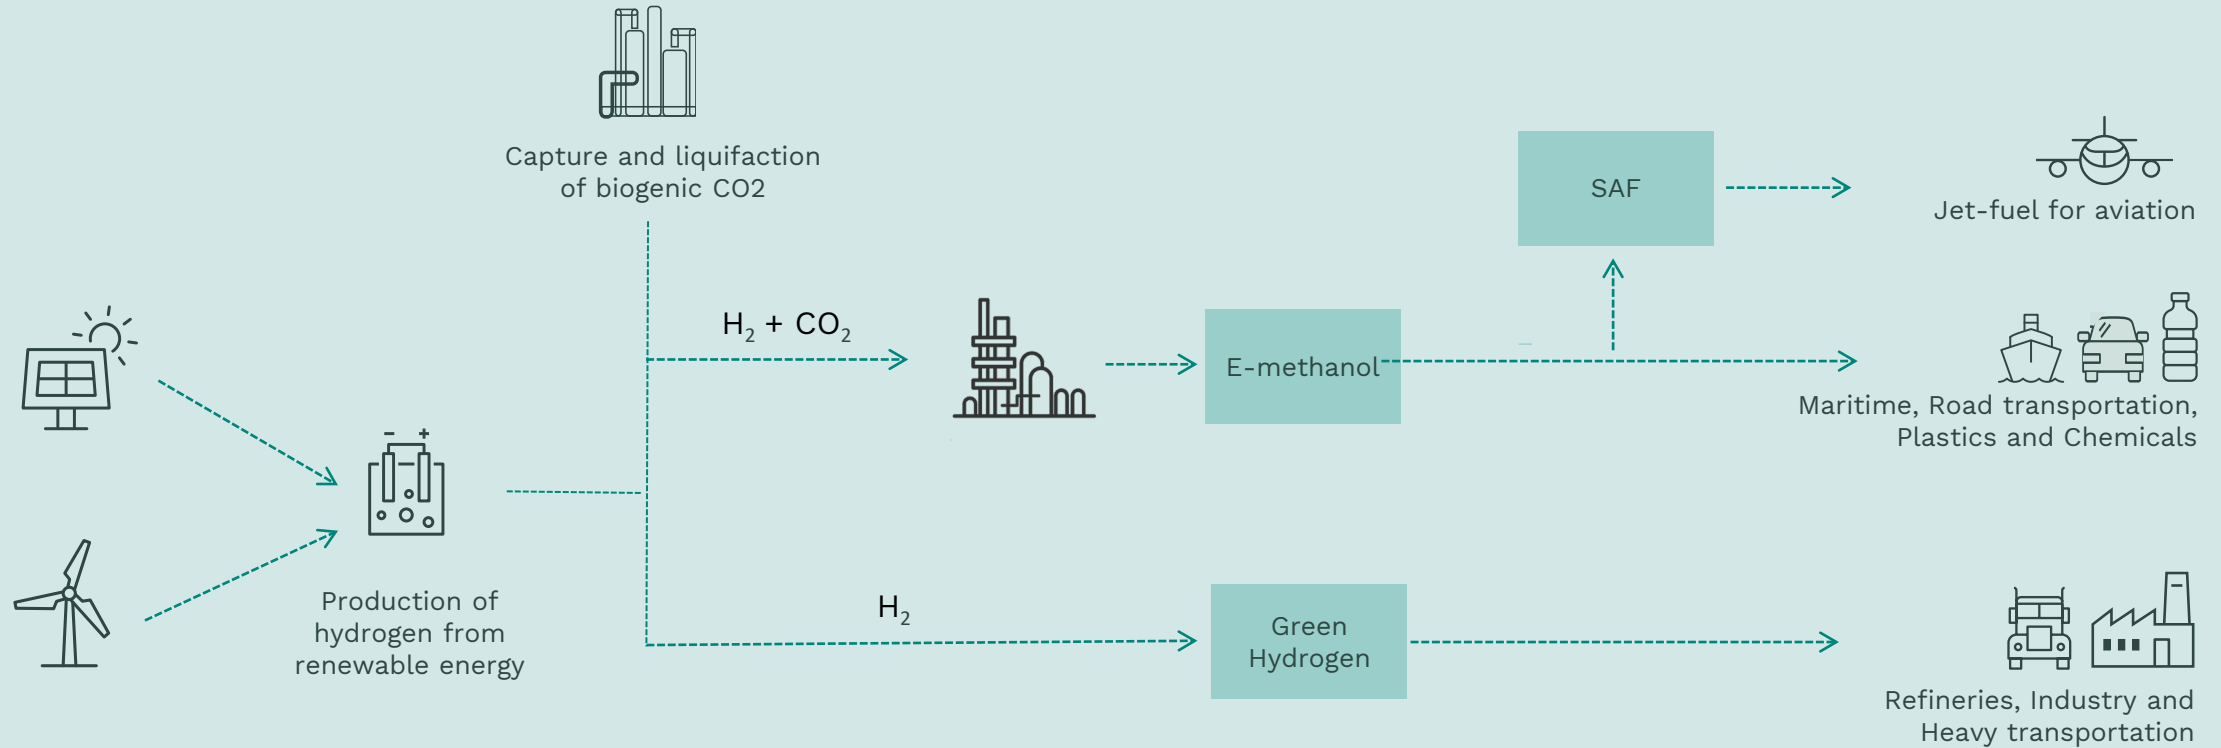 Capture and liquifaction
of biogenic CO2
SAF
Jet-fuel for aviation
H₂ + CO₂
E-methanol
Maritime, Road transportation,
Plastics and Chemicals
- +
Production of
hydrogen from
renewable energy
H₂
Green
Hydrogen
Refineries, Industry and
Heavy transportation